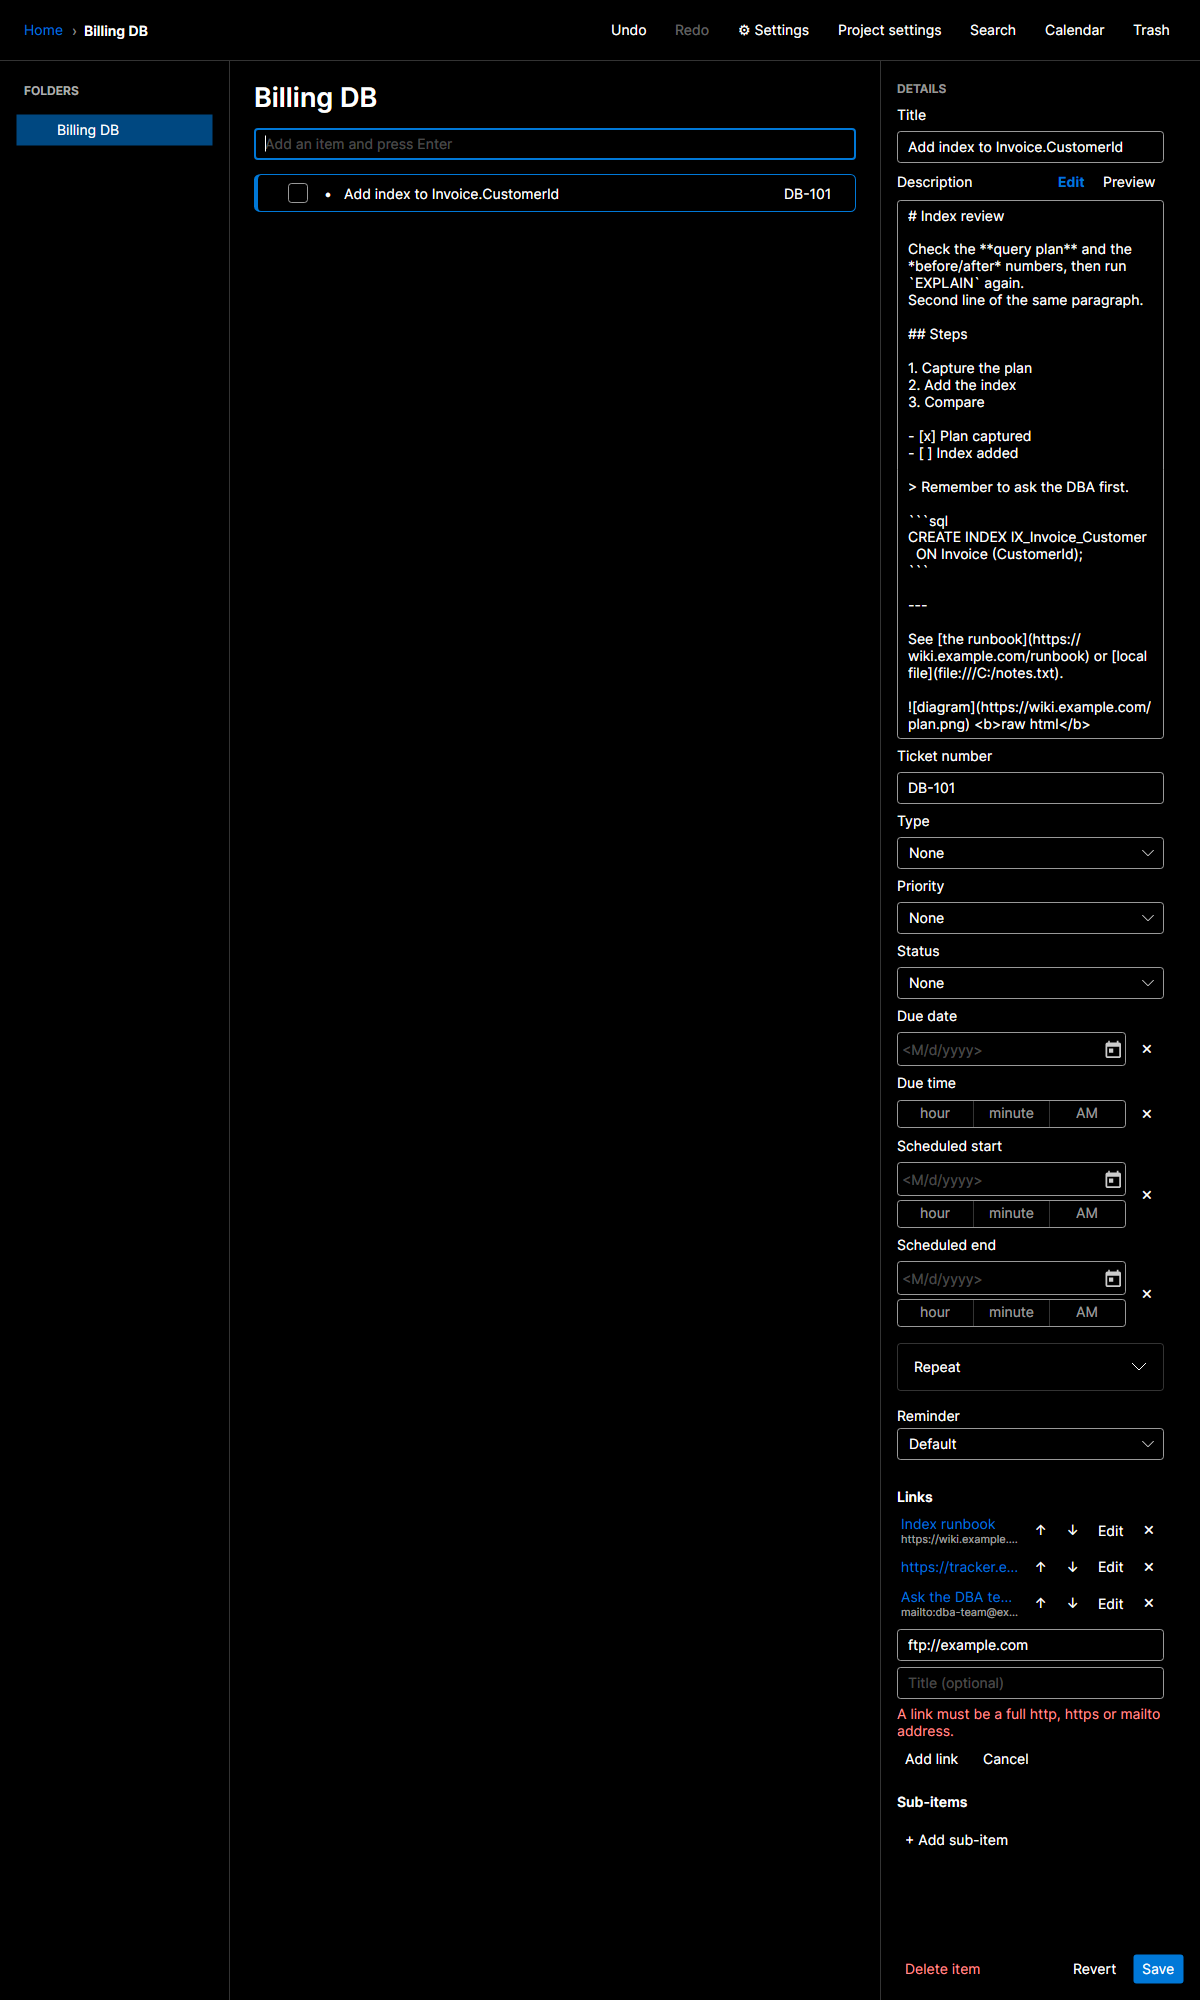 Home › Billing DB
Undo
Redo
⚙ Settings
Project settings
Search
Calendar
Trash
FOLDERS
Billing DB
Billing DB
Add an item and press Enter
• Add index to Invoice.CustomerId DB-101
DETAILS
Title
Add index to Invoice.CustomerId
Description Edit Preview
# Index review
Check the **query plan** and the
*before/after* numbers, then run
`EXPLAIN` again.
Second line of the same paragraph.
## Steps
1. Capture the plan
2. Add the index
3. Compare
- [x] Plan captured
- [ ] Index added
> Remember to ask the DBA first.
```sql
CREATE INDEX IX_Invoice_Customer
ON Invoice (CustomerId);
```
---
See [the runbook](https://
wiki.example.com/runbook) or [local
file](file:///C:/notes.txt).
![diagram](https://wiki.example.com/
plan.png) <b>raw html</b>
Ticket number
DB-101
Type
None
Priority
None
Status
None
Due date
<M/d/yyyy> ×
Due time
hour minute AM ×
Scheduled start
<M/d/yyyy> ×
hour minute AM
Scheduled end
<M/d/yyyy> ×
hour minute AM
Repeat
Reminder
Default
Links
Index runbook ↑ ↓ Edit ×
https://wiki.example....
https://tracker.e... ↑ ↓ Edit ×
Ask the DBA te... ↑ ↓ Edit ×
mailto:dba-team@ex...
ftp://example.com
Title (optional)
A link must be a full http, https or mailto
address.
Add link Cancel
Sub-items
+ Add sub-item
Delete item Revert Save